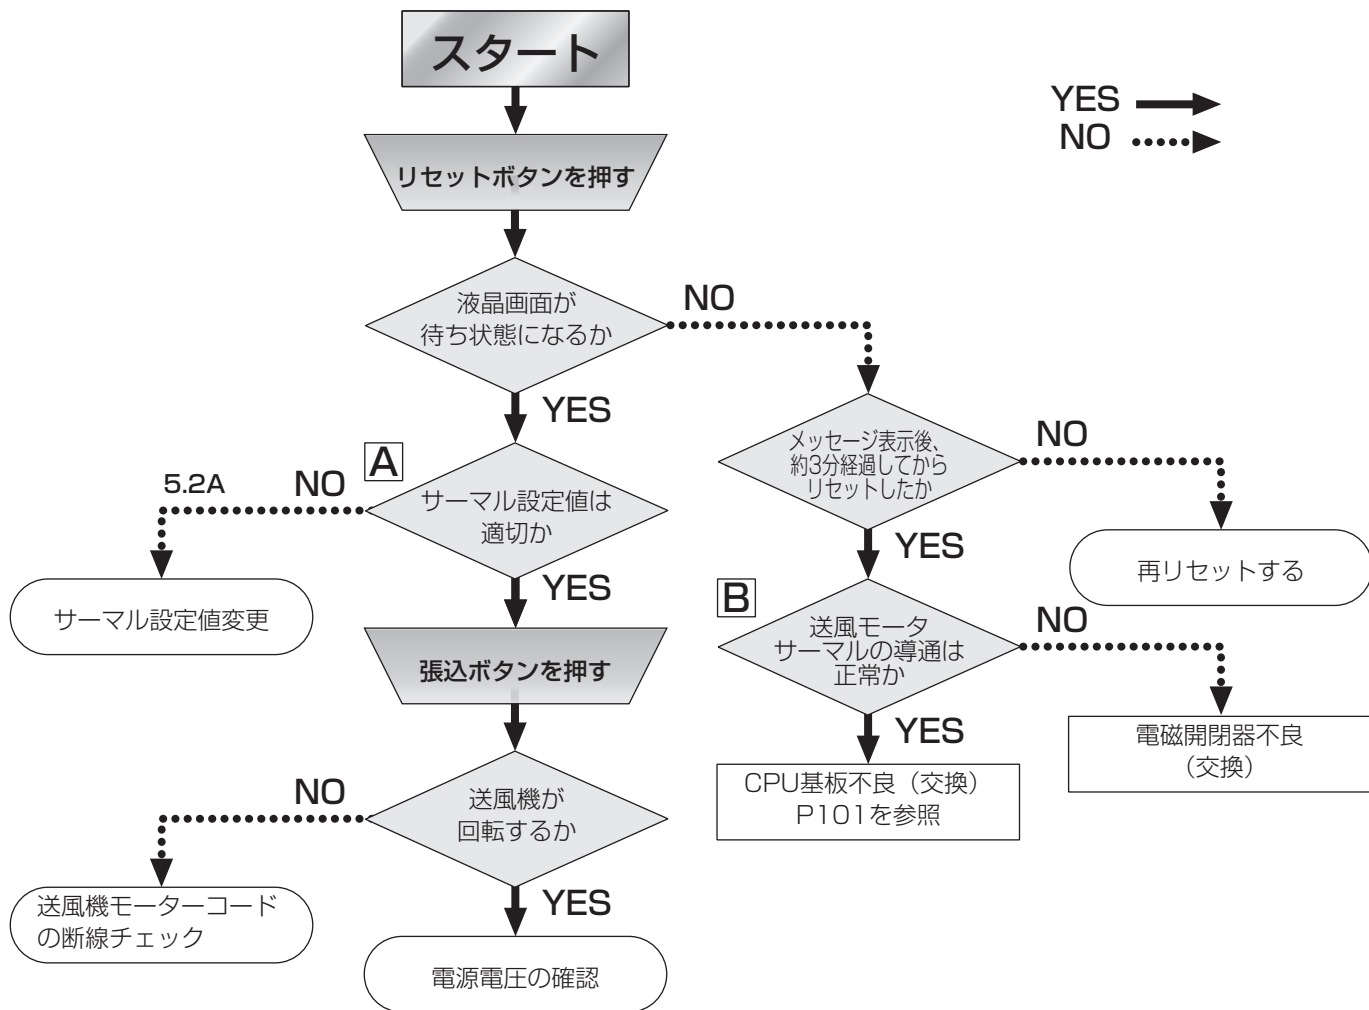 スタート
YES
NO
リセットボタンを押す
液晶画面が
待ち状態になるか
NO
YES
メッセージ表示後、
約3分経過してから
リセットしたか
NO
A
5.2A
NO
サーマル設定値は
適切か
YES
YES
再リセットする
サーマル設定値変更
B
送風モータ
サーマルの導通は
正常か
NO
張込ボタンを押す
YES
電磁開閉器不良
（交換）
CPU基板不良（交換）
P101を参照
NO
送風機が
回転するか
YES
送風機モーターコード
の断線チェック
電源電圧の確認